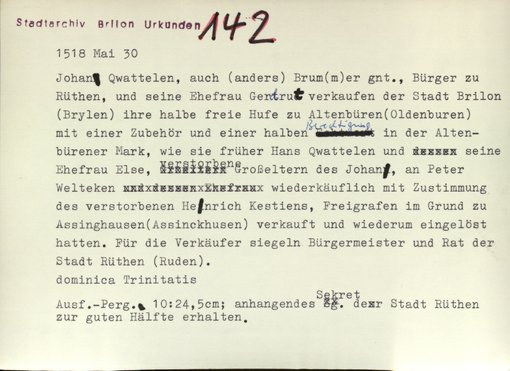 Stadtarchiv Brilon Urkunden 142
1518 Mai 30
Johan Qwattelen, auch (anders) Brum(m)er gnt., Bürger zu
Rüthen, und seine Ehefrau Gerdrut verkaufen der Stadt Brilon
(Brylen) ihre halbe freie Hufe zu Altenbüren(Oldenburen)
mit einer Zubehör und einer halben in der Alten-
bürener Mark, wie sie früher Hans Qwattelen und seine
Ehefrau Else, verstorbene Großeltern des Johan, an Peter
Welteken wiederkäuflich mit Zustimmung
des verstorbenen Henrich Kestiens, Freigrafen im Grund zu
Assinghausen(Assinckhusen) verkauft und wiederum eingelöst
hatten. Für die Verkäufer siegeln Bürgermeister und Rat der
Stadt Rüthen (Ruden).
dominica Trinitatis
Ausf.-Perg. 10:24,5cm; anhangendes Sekret der Stadt Rüthen
zur guten Hälfte erhalten.